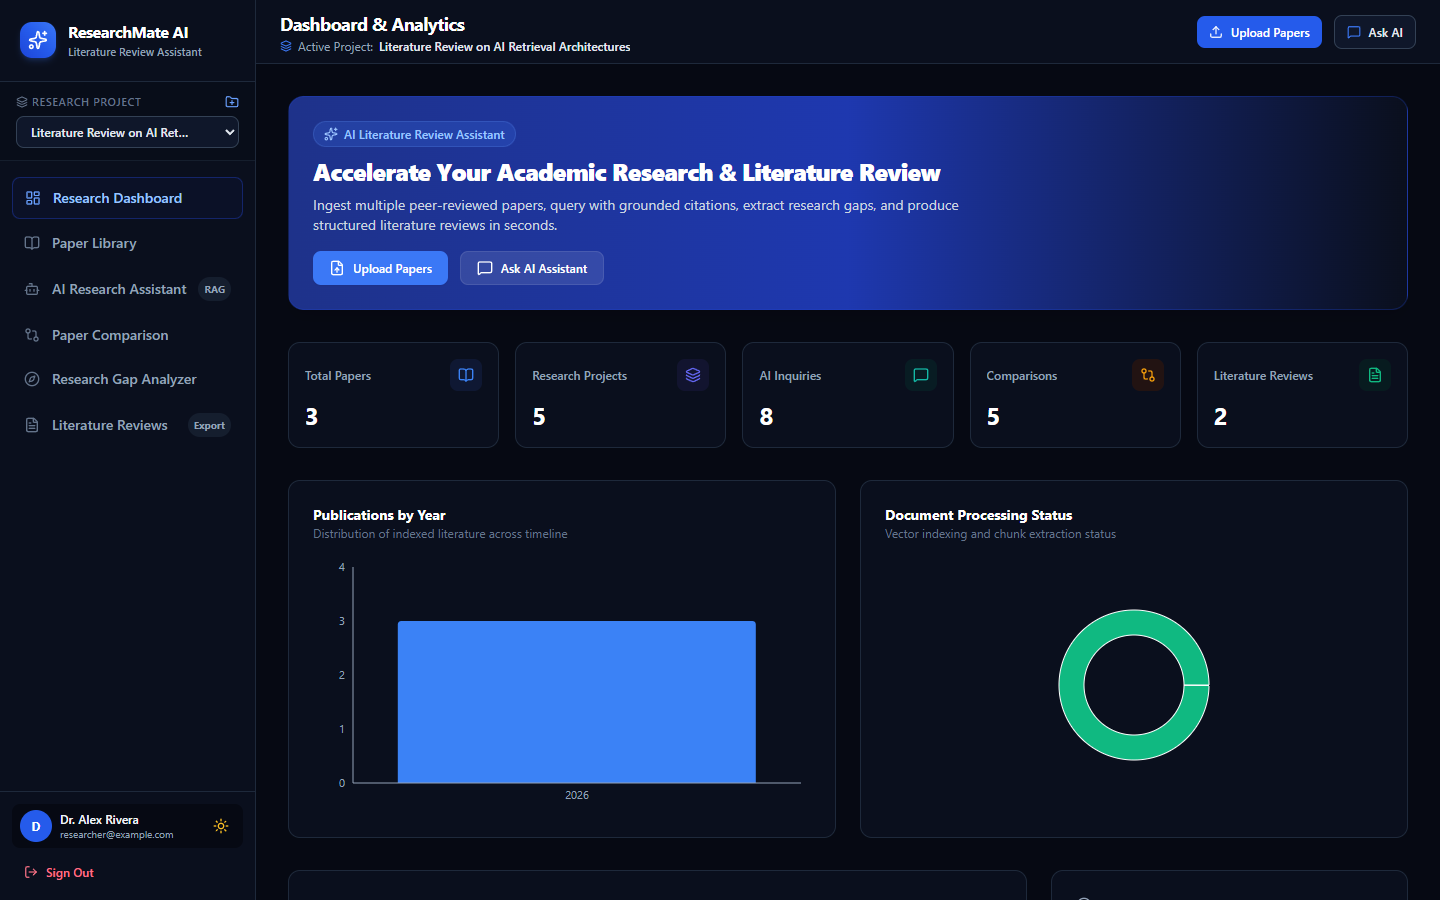 ResearchMate AI
Literature Review Assistant
RESEARCH PROJECT
Literature Review on AI Ret...
Research Dashboard
Paper Library
AI Research Assistant RAG
Paper Comparison
Research Gap Analyzer
Literature Reviews Export
D
Dr. Alex Rivera
researcher@example.com
Sign Out
Dashboard & Analytics
Active Project: Literature Review on AI Retrieval Architectures
Upload Papers
Ask AI
AI Literature Review Assistant
Accelerate Your Academic Research & Literature Review
Ingest multiple peer-reviewed papers, query with grounded citations, extract research gaps, and produce
structured literature reviews in seconds.
Upload Papers
Ask AI Assistant
Total Papers
3
Research Projects
5
AI Inquiries
8
Comparisons
5
Literature Reviews
2
Publications by Year
Distribution of indexed literature across timeline
4
3
2
1
0
2026
Document Processing Status
Vector indexing and chunk extraction status